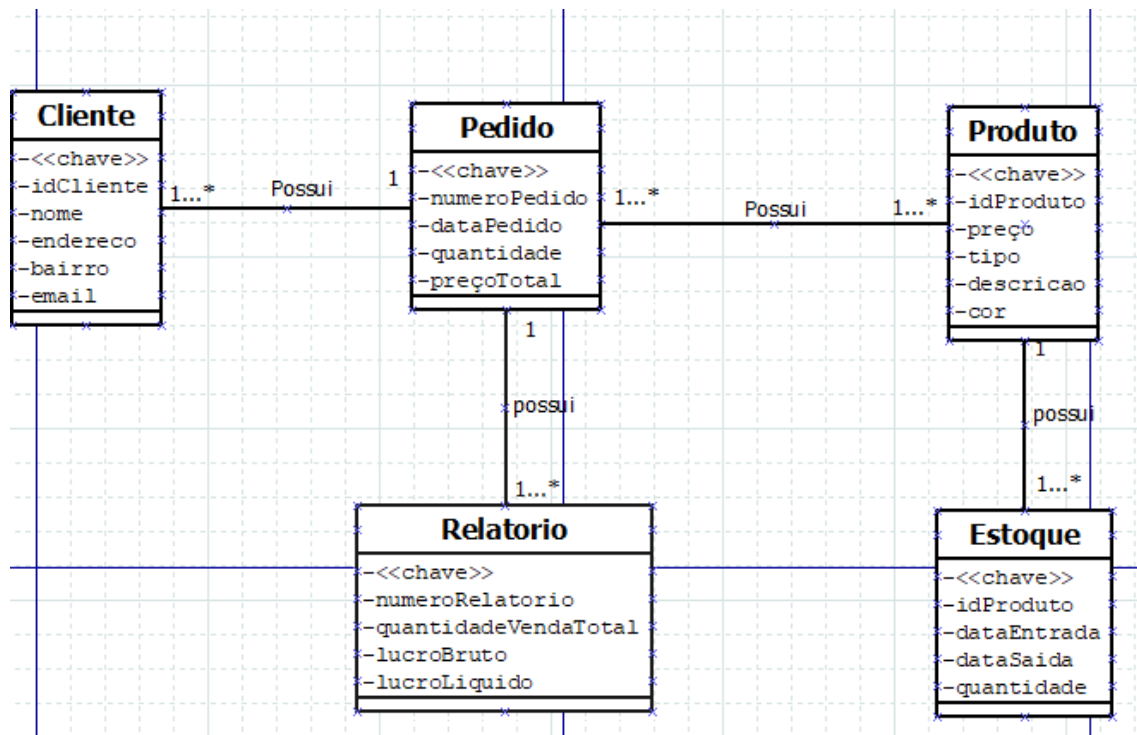 Cliente
-<<chave>>
-idCliente
-nome
-endereco
-bairro
-email
1...*
Possui
1
Pedido
-<<chave>>
-numeroPedido
-dataPedido
-quantidade
-preçoTotal
1...*
Possui
1...*
Produto
-<<chave>>
-idProduto
-preço
-tipo
-descricao
-cor
1
possui
1...*
Relatorio
-<<chave>>
-numeroRelatorio
-quantidadeVendaTotal
-lucroBruto
-lucroLiquido
1
possui
1...*
Estoque
-<<chave>>
-idProduto
-dataEntrada
-dataSaida
-quantidade